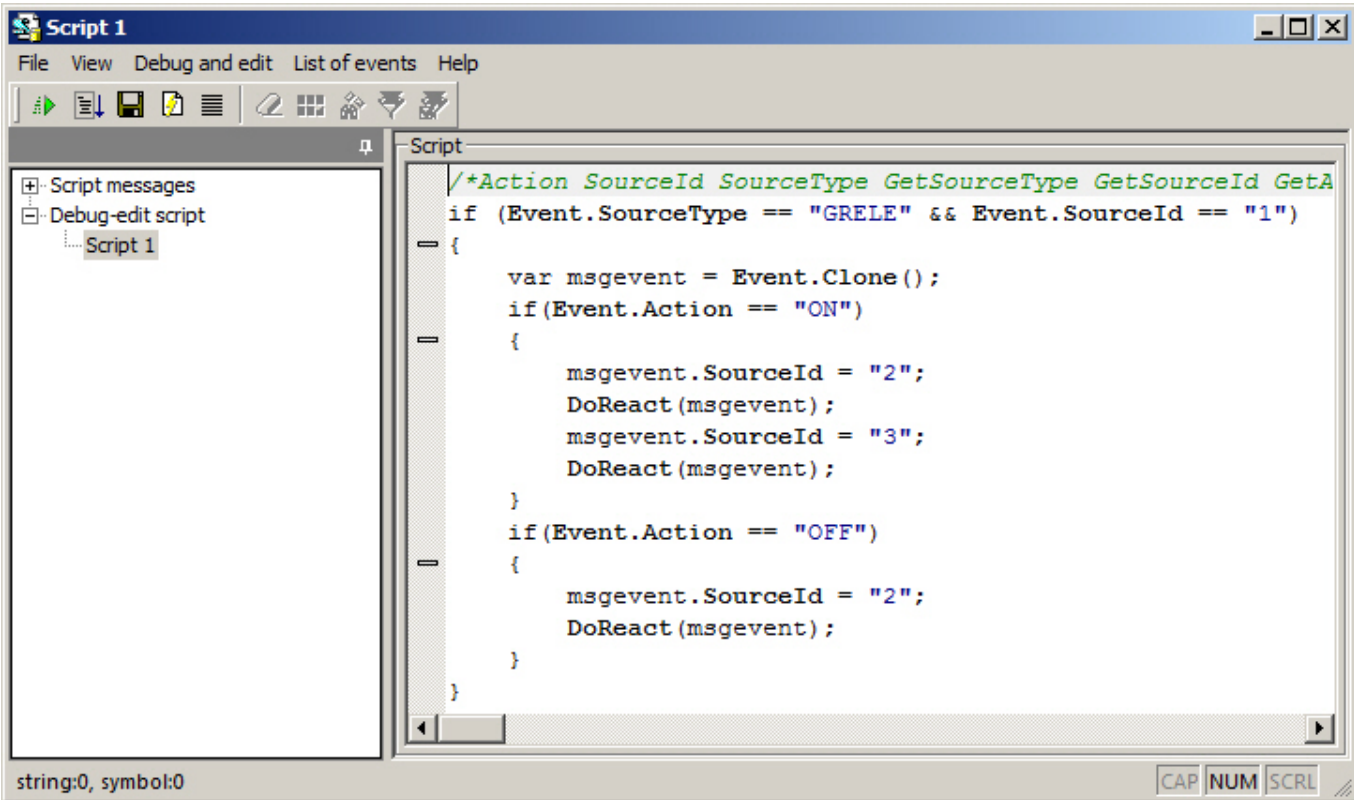 Script 1
File View Debug and edit List of events Help
Script
Script messages
Debug-edit script
Script 1
/*Action SourceId SourceType GetSourceType GetSourceId GetA
if (Event.SourceType == "GRELE" && Event.SourceId == "1")
{
    var msgevent = Event.Clone();
    if(Event.Action == "ON")
    {
        msgevent.SourceId = "2";
        DoReact(msgevent);
        msgevent.SourceId = "3";
        DoReact(msgevent);
    }
    if(Event.Action == "OFF")
    {
        msgevent.SourceId = "2";
        DoReact(msgevent);
    }
}
string:0, symbol:0 CAP NUM SCRL